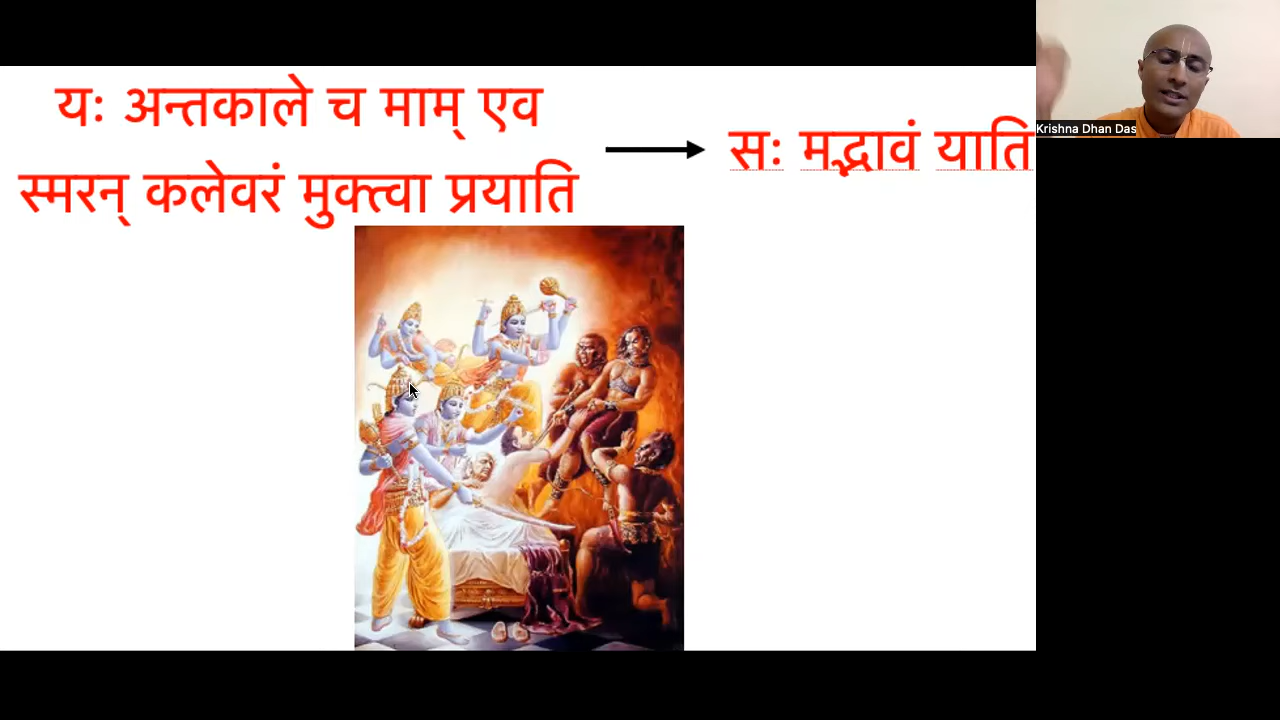 यः अन्तकाले च माम् एव
स्मरन् कलेवरं मुक्त्वा प्रयाति
सः मद्भावं याति
Krishna Dhan Das